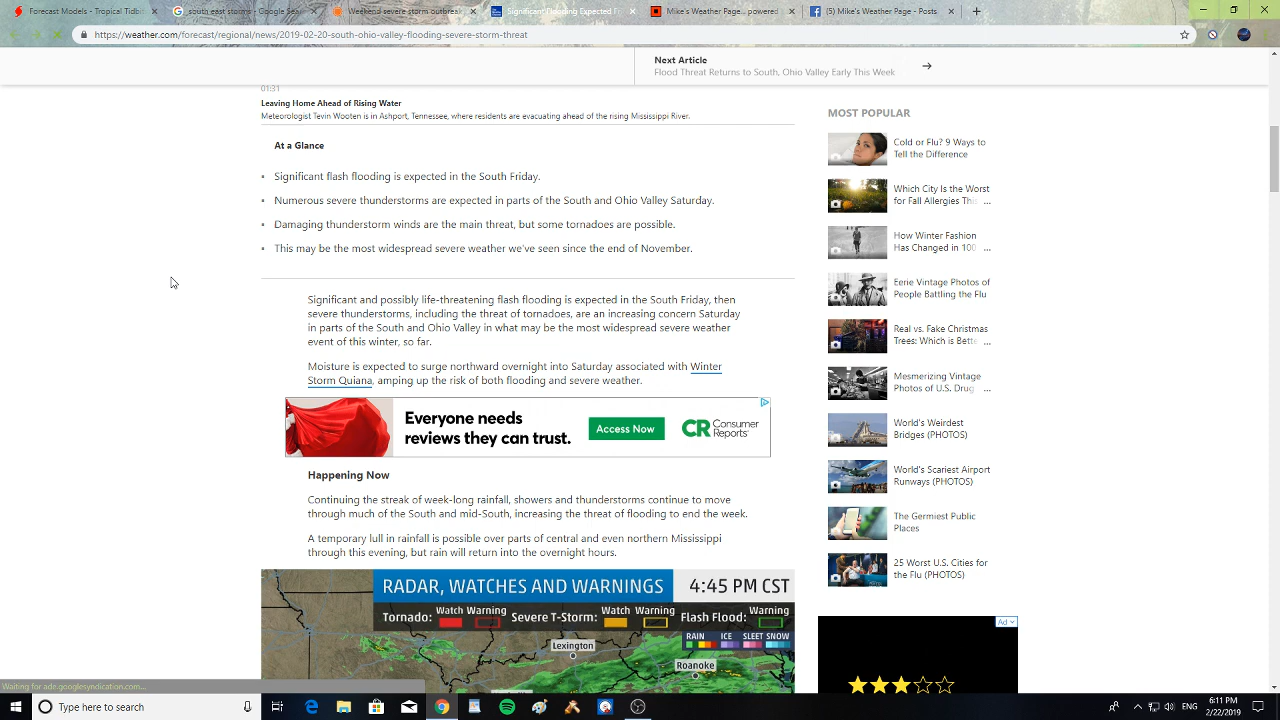 Forecast Models - Tropical Tidbi
south east storms - Google Sea
Weekend severe storm outbreak
Significant Flooding Expected F
Mike's Weather Page... powered
(5) Mike's Weather Page - Posts
https://weather.com/forecast/regional/news/2019-02-20-south-ohio-valley-flooding-severe-storm-threat
Next Article
Flood Threat Returns to South, Ohio Valley Early This Week
01:31
Leaving Home Ahead of Rising Water
Meteorologist Tevin Wooten is in Ashport, Tennessee, where residents are evacuating ahead of the rising Mississippi River.
At a Glance
Significant flash flooding is expected in the South Friday.
Numerous severe thunderstorms are expected in parts of the South and Ohio Valley Saturday.
Damaging thunderstorm winds are the main threat, but some tornadoes are possible.
This may be the most widespread severe weather we've seen since the end of November.
Significant and possibly life-threatening flash flooding is expected in the South Friday, then
severe thunderstorms, including the threat of tornadoes, are an increasing concern Saturday
in parts of the South and Ohio Valley in what may be the most widespread severe weather
event of this winter, so far.
Moisture is expected to surge northward overnight into Saturday associated with Winter
Storm Quiana, amping up the risk of both flooding and severe weather.
Everyone needs
reviews they can trust.
Access Now
CR Consumer
Reports
Happening Now
Continuing the streak of week-long rainfall, showers and thunderstorms continue to move
through much of the South and mid-South, increasing the threat of flooding to end the week.
A temporary lull in rainfall is possible over parts of central and even northern Mississippi
through this evening, but rain will return into the overnight hours.
RADAR, WATCHES AND WARNINGS 4:45 PM CST
Tornado: Watch Warning Severe T-Storm: Watch Warning Flash Flood: Warning
RAIN ICE SLEET SNOW
Lexington
Roanoke
MOST POPULAR
Cold or Flu? 9 Ways to
Tell the Difference
Which City Is the Worst
for Fall Allergies This ...
How Winter Fashion
Has Changed in 100 ...
Eerie Vintage Photos of
People Battling the Flu
Real vs. Fake Christmas
Trees: Which is Bette ...
Mesmerizing Vintage
Photos of U.S. Drug ...
World's Weirdest
Bridges (PHOTOS)
World's Scariest Airport
Runways (PHOTOS)
The Germiest Public
Places
25 Worst U.S. Cities for
the Flu (PHOTOS)
Ad
Waiting for ade.googlesyndication.com...
Type here to search
ENG
6:11 PM
2/22/2019